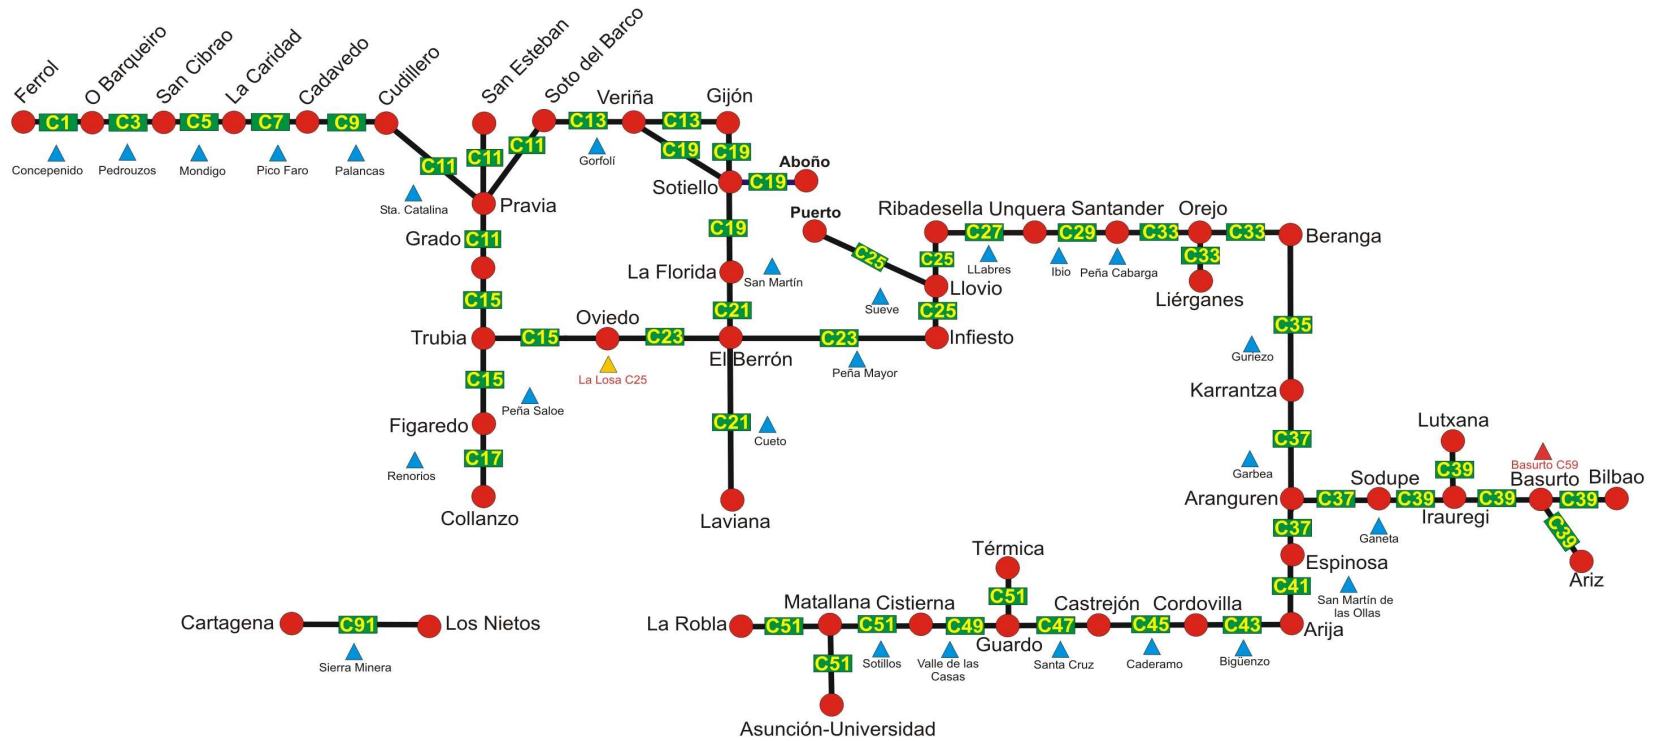 Ferrol
O Barqueiro
San Cibrao
La Caridad
Cadavedo
Cudillero
San Esteban
Soto del Barco
Veriña
Gijón
C1
C3
C5
C7
C9
C13
C13
Concepenido
Pedrouzos
Mondigo
Pico Faro
Palancas
C11
C11
C11
Gorfolí
C19
C19
Aboño
Sta. Catalina
Pravia
Sotiello
C19
Puerto
Ribadesella
Unquera
Santander
Orejo
Grado
C11
C19
C25
C27
C29
C33
C33
Beranga
La Florida
San Martín
C25
LLabres
Ibio
Peña Cabarga
C33
Llovio
Liérganes
C15
Sueve
C21
C25
Trubia
C15
Oviedo
C23
El Berrón
C23
Infiesto
C35
Guriezo
La Losa C25
Peña Mayor
C15
Peña Saloe
Karrantza
Figaredo
C21
Cueto
C37
Lutxana
Renorios
C17
Garbea
C39
Basurto C59
Collanzo
Laviana
Aranguren
C37
Sodupe
C39
Irauregi
C39
Basurto
C39
Bilbao
C37
Ganeta
C39
Térmica
Espinosa
Ariz
C51
C41
San Martín de
las Ollas
Cartagena
C91
Los Nietos
La Robla
C51
Matallana
C51
Cistierna
C49
Guardo
C47
Castrejón
C45
Cordovilla
C43
Arija
Sierra Minera
C51
Sotillos
Valle de las
Casas
Santa Cruz
Caderamo
Bigüenzo
Asunción-Universidad